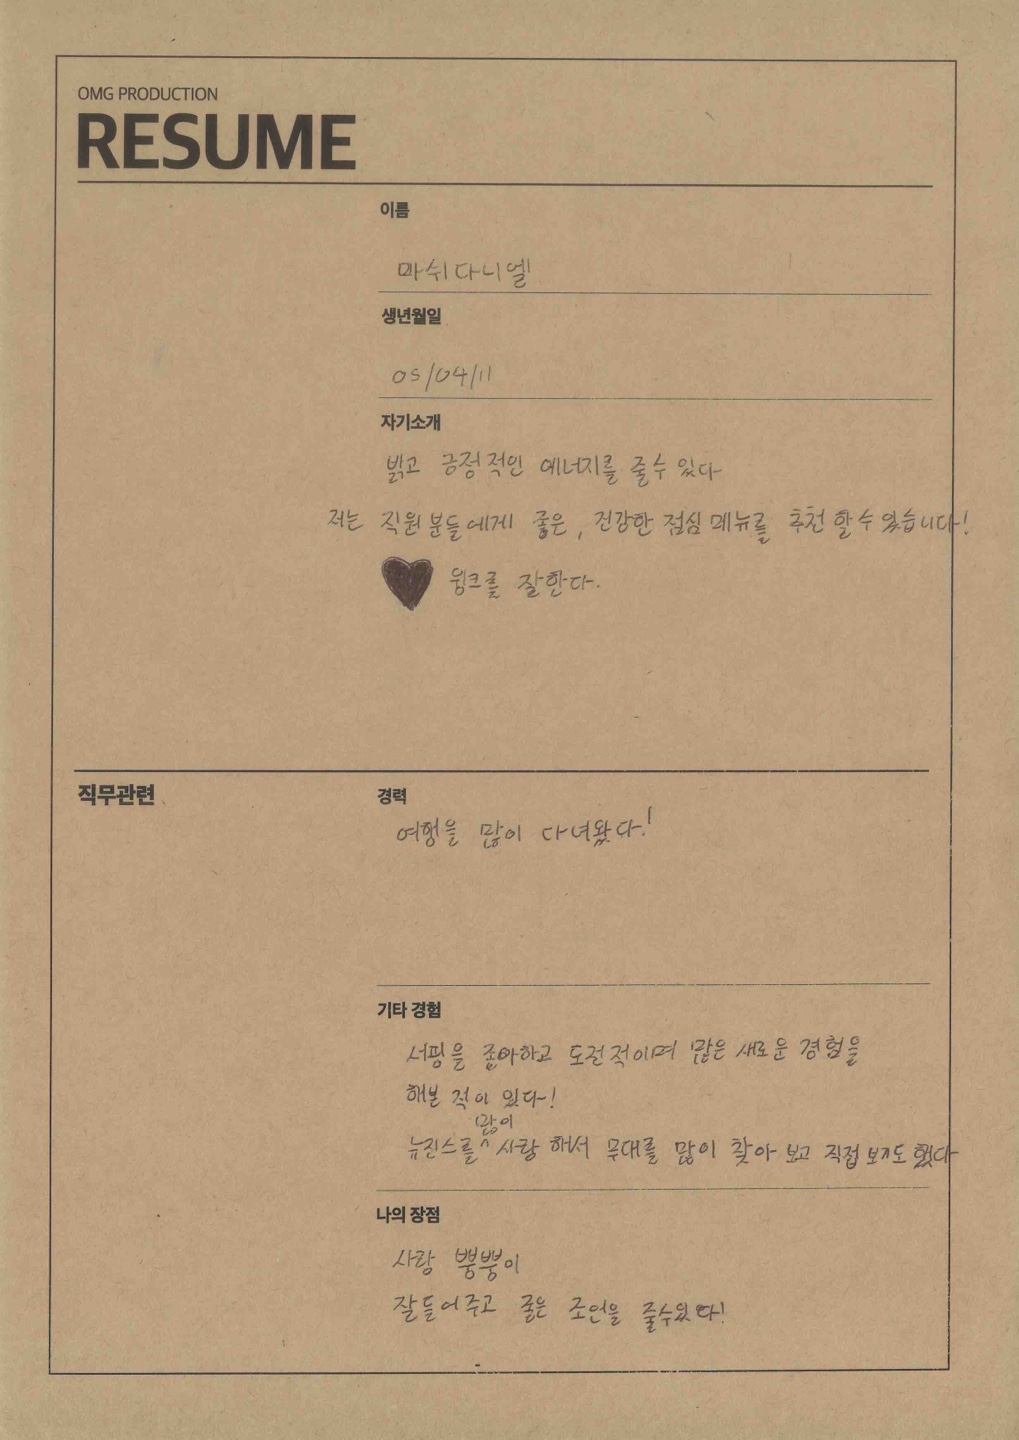 OMG PRODUCTION
RESUME
이름
마쉬다니엘
생년월일
05/04/11
자기소개
밝고 긍정적인 에너지를 줄수 있다
저는 직원분들에게 좋은, 건강한 점심 메뉴를 추천 할 수 있습니다!
윙크를 잘한다.
직무관련
경력
여행을 많이 다녀왔다!
기타 경험
서핑을 좋아하고 도전적이며 많은 새로운 경험을
해본 적이 있다!
많이
뉴진스를 사랑 해서 무대를 많이 찾아 보고 직접 보기도 했다
나의 장점
사랑 뿡뿡이
잘 들어주고 좋은 조언을 줄수있다!